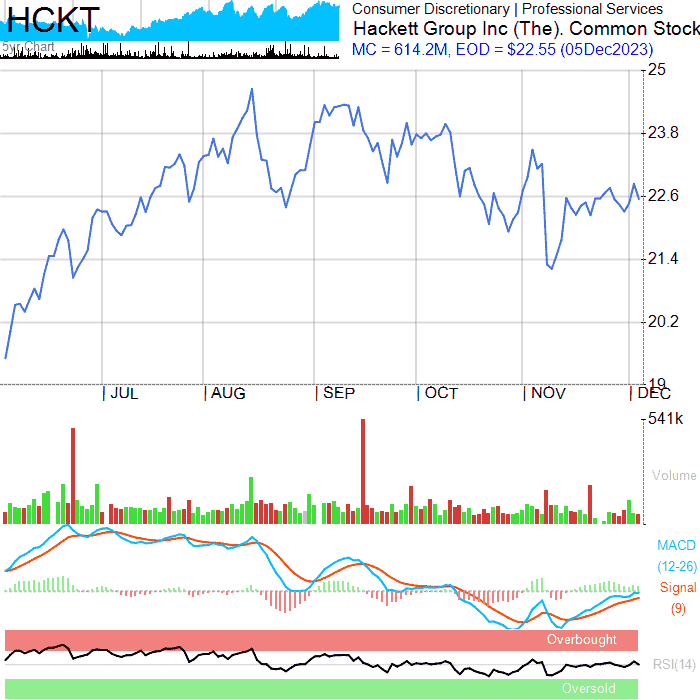 HCKT
5yr Chart
Consumer Discretionary | Professional Services
Hackett Group Inc (The). Common Stock
MC = 614.2M, EOD = $22.55 (05Dec2023)
25
23.8
22.6
21.4
20.2
19
| JUL | AUG | SEP | OCT | NOV | DEC
541k
Volume
MACD
(12-26)
Signal
(9)
Overbought
RSI(14)
Oversold